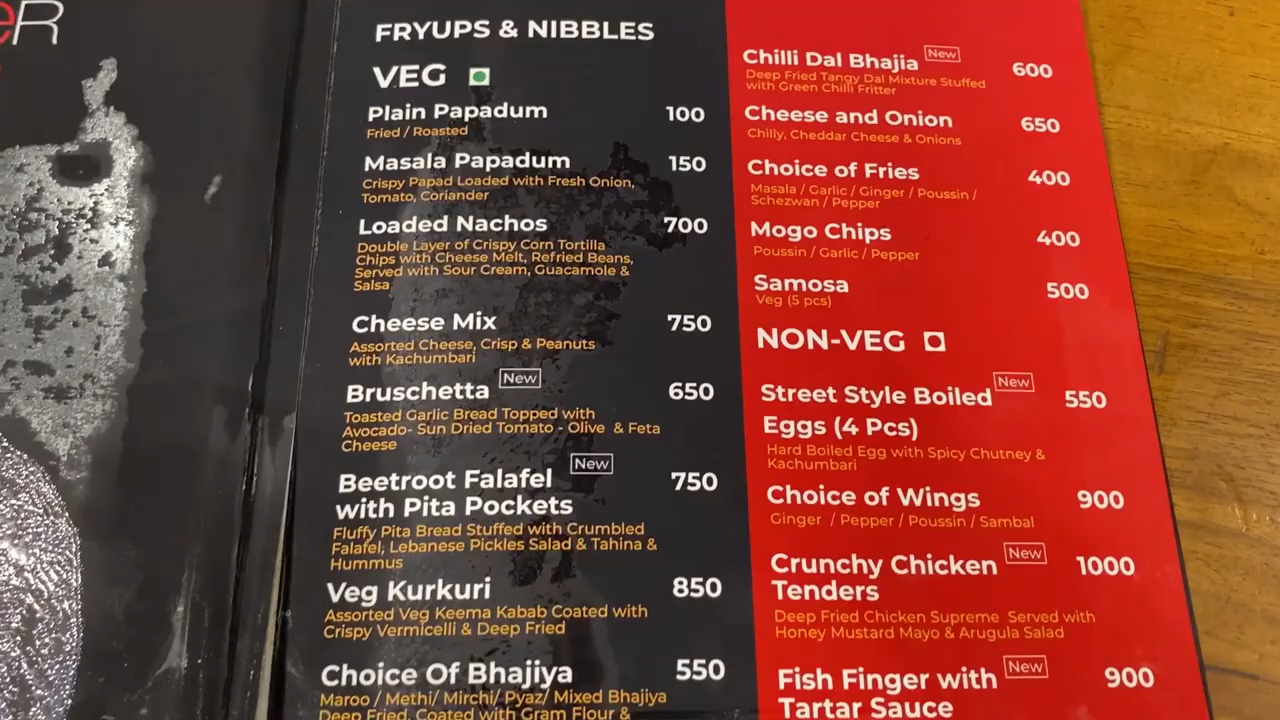 eR
FRYUPS & NIBBLES
VEG
Plain Papadum 100
Fried / Roasted
Masala Papadum 150
Crispy Papad Loaded with Fresh Onion,
Tomato, Coriander
Loaded Nachos 700
Double Layer of Crispy Corn Tortilla
Chips with Cheese Melt, Refried Beans,
Served with Sour Cream, Guacamole &
Salsa
Cheese Mix 750
Assorted Cheese, Crisp & Peanuts
with Kachumbari
Bruschetta New 650
Toasted Garlic Bread Topped with
Avocado- Sun Dried Tomato - Olive & Feta
Cheese
Beetroot Falafel New
with Pita Pockets 750
Fluffy Pita Bread Stuffed with Crumbled
Falafel, Lebanese Pickles Salad & Tahina &
Hummus
Veg Kurkuri 850
Assorted Veg Keema Kabab Coated with
Crispy Vermicelli & Deep Fried
Choice Of Bhajiya 550
Maroo / Methi/ Mirchi/ Pyaz/ Mixed Bhajiya
Deep Fried, Coated with Gram Flour &
Chilli Dal Bhajia New 600
Deep Fried Tangy Dal Mixture Stuffed
with Green Chilli Fritter
Cheese and Onion 650
Chilly, Cheddar Cheese & Onions
Choice of Fries 400
Masala / Garlic / Ginger / Poussin /
Schezwan / Pepper
Mogo Chips 400
Poussin / Garlic / Pepper
Samosa 500
Veg (5 pcs)
NON-VEG
Street Style Boiled New 550
Eggs (4 Pcs)
Hard Boiled Egg with Spicy Chutney &
Kachumbari
Choice of Wings 900
Ginger / Pepper / Poussin / Sambal
Crunchy Chicken New 1000
Tenders
Deep Fried Chicken Supreme Served with
Honey Mustard Mayo & Arugula Salad
Fish Finger with New 900
Tartar Sauce